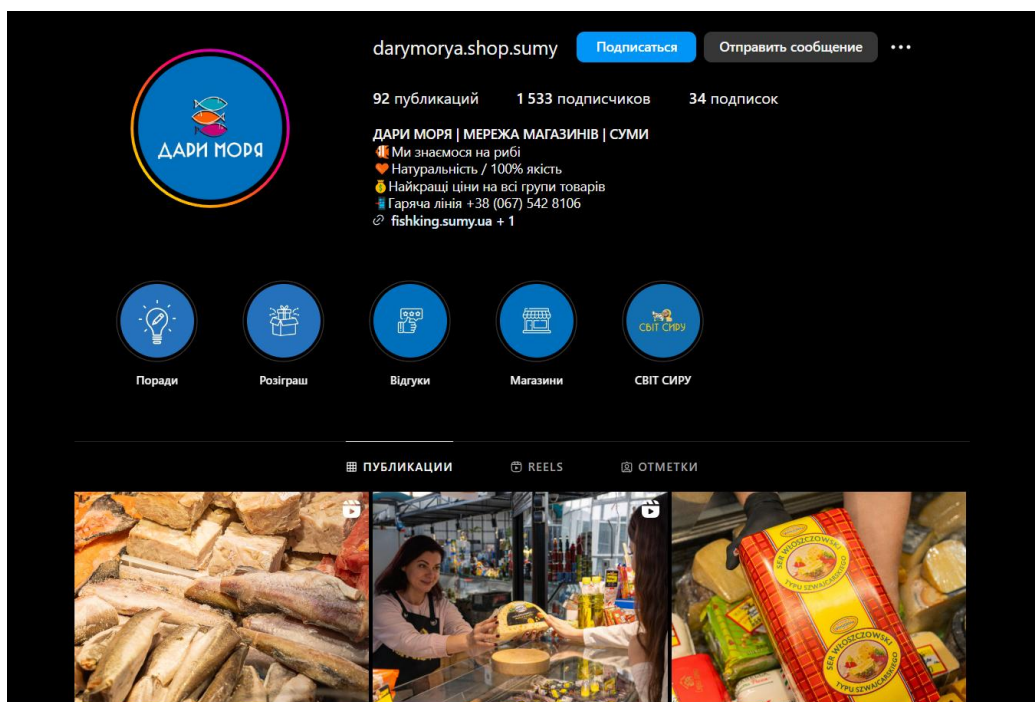 darymorya.shop.sumy Подписаться Отправить сообщение
92 публикаций 1 533 подписчиков 34 подписок
ДАРИ МОРЯ
ДАРИ МОРЯ | МЕРЕЖА МАГАЗИНІВ | СУМИ
Ми знаємося на рибі
Натуральність / 100% якість
Найкращі ціни на всі групи товарів
Гаряча лінія +38 (067) 542 8106
fishking.sumy.ua + 1
СВІТ СИРУ
Поради Розіграш Відгуки Магазини СВІТ СИРУ
ПУБЛИКАЦИИ REELS ОТМЕТКИ
SER WŁOSZCZOWSKI
TYPU SZWAJCARSKIEGO
SER WŁOSZCZOWSKI
TYPU SZWAJCARSKIEGO